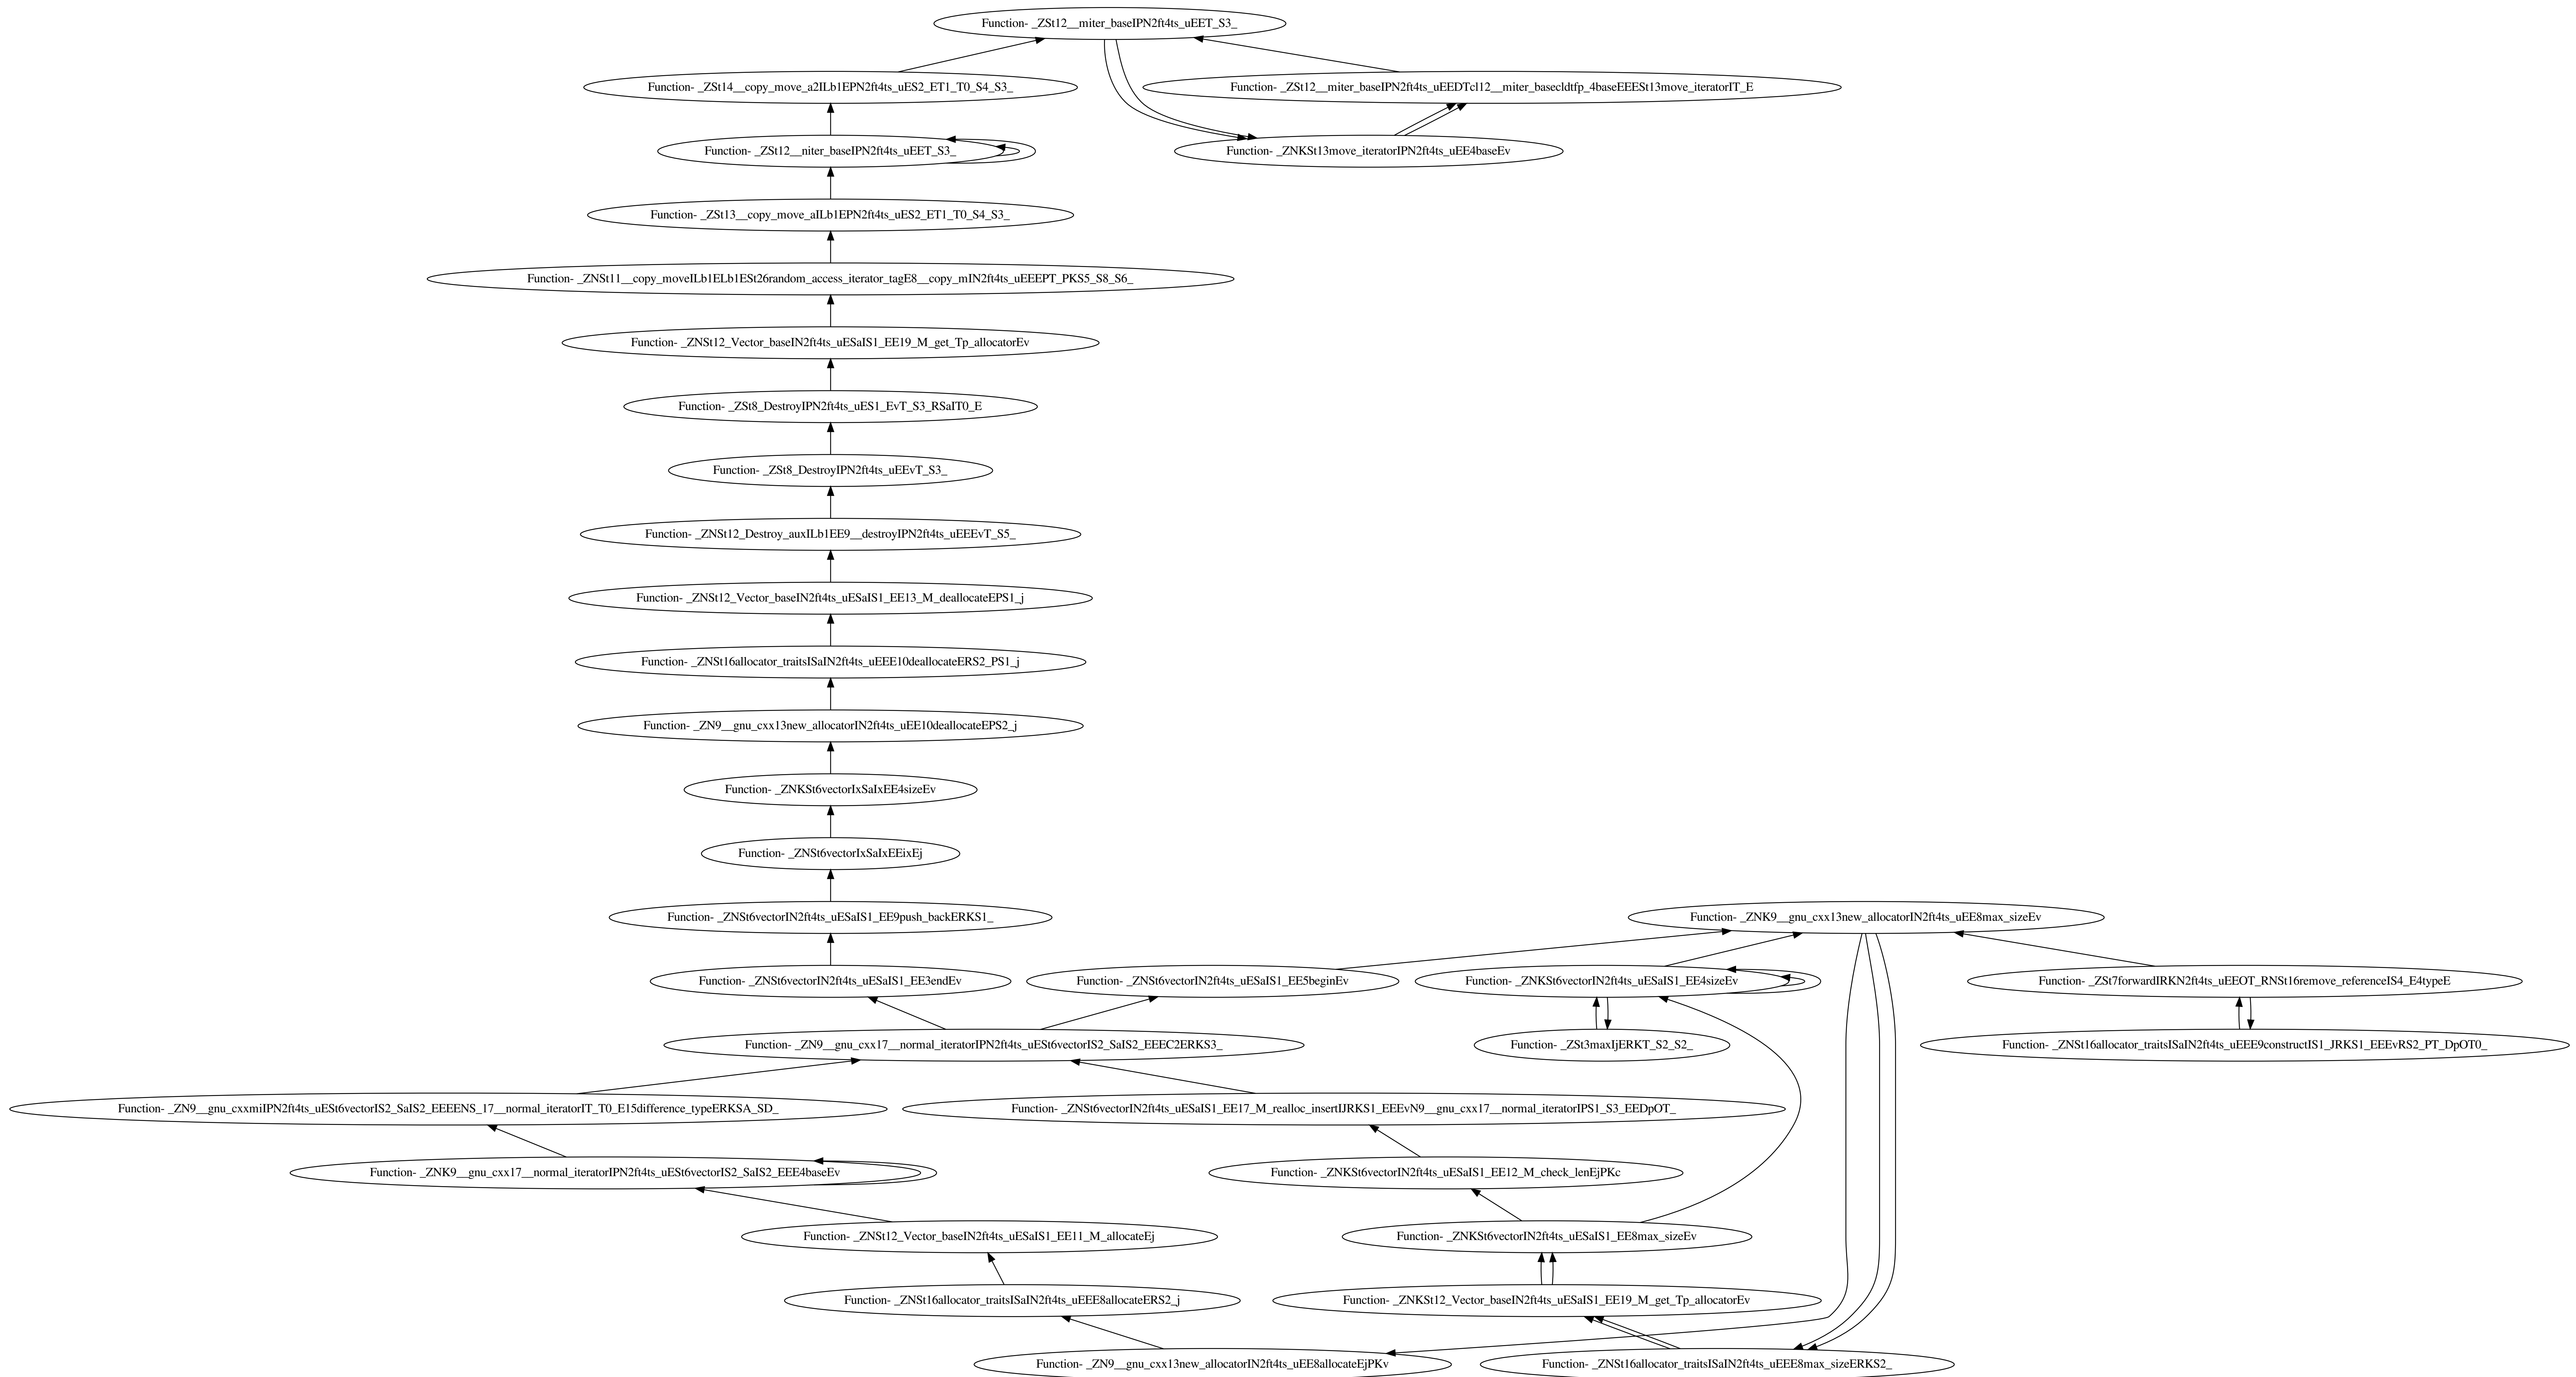 Function- _ZSt12__miter_baseIPN2ft4ts_uEET_S3_
Function- _ZSt14__copy_move_a2ILb1EPN2ft4ts_uES2_ET1_T0_S4_S3_
Function- _ZSt12__miter_baseIPN2ft4ts_uEEDTcl12__miter_basecldtfp_4baseEEESt13move_iteratorIT_E
Function- _ZSt12__niter_baseIPN2ft4ts_uEET_S3_
Function- _ZNKSt13move_iteratorIPN2ft4ts_uEE4baseEv
Function- _ZSt13__copy_move_aILb1EPN2ft4ts_uES2_ET1_T0_S4_S3_
Function- _ZNSt11__copy_moveILb1ELb1ESt26random_access_iterator_tagE8__copy_mIN2ft4ts_uEEEPT_PKS5_S8_S6_
Function- _ZNSt12_Vector_baseIN2ft4ts_uESaIS1_EE19_M_get_Tp_allocatorEv
Function- _ZSt8_DestroyIPN2ft4ts_uES1_EvT_S3_RSaIT0_E
Function- _ZSt8_DestroyIPN2ft4ts_uEEvT_S3_
Function- _ZNSt12_Destroy_auxILb1EE9__destroyIPN2ft4ts_uEEEvT_S5_
Function- _ZNSt12_Vector_baseIN2ft4ts_uESaIS1_EE13_M_deallocateEPS1_j
Function- _ZNSt16allocator_traitsISaIN2ft4ts_uEEE10deallocateERS2_PS1_j
Function- _ZN9__gnu_cxx13new_allocatorIN2ft4ts_uEE10deallocateEPS2_j
Function- _ZNKSt6vectorIxSaIxEE4sizeEv
Function- _ZNSt6vectorIxSaIxEEixEj
Function- _ZNSt6vectorIN2ft4ts_uESaIS1_EE9push_backERKS1_
Function- _ZNK9__gnu_cxx13new_allocatorIN2ft4ts_uEE8max_sizeEv
Function- _ZNSt6vectorIN2ft4ts_uESaIS1_EE3endEv
Function- _ZNSt6vectorIN2ft4ts_uESaIS1_EE5beginEv
Function- _ZNKSt6vectorIN2ft4ts_uESaIS1_EE4sizeEv
Function- _ZSt7forwardIRKN2ft4ts_uEEOT_RNSt16remove_referenceIS4_E4typeE
Function- _ZN9__gnu_cxx17__normal_iteratorIPN2ft4ts_uESt6vectorIS2_SaIS2_EEEC2ERKS3_
Function- _ZSt3maxIjERKT_S2_S2_
Function- _ZNSt16allocator_traitsISaIN2ft4ts_uEEE9constructIS1_JRKS1_EEEvRS2_PT_DpOT0_
Function- _ZN9__gnu_cxxmiIPN2ft4ts_uESt6vectorIS2_SaIS2_EEEENS_17__normal_iteratorIT_T0_E15difference_typeERKSA_SD_
Function- _ZNSt6vectorIN2ft4ts_uESaIS1_EE17_M_realloc_insertIJRKS1_EEEvN9__gnu_cxx17__normal_iteratorIPS1_S3_EEDpOT_
Function- _ZNK9__gnu_cxx17__normal_iteratorIPN2ft4ts_uESt6vectorIS2_SaIS2_EEE4baseEv
Function- _ZNKSt6vectorIN2ft4ts_uESaIS1_EE12_M_check_lenEjPKc
Function- _ZNSt12_Vector_baseIN2ft4ts_uESaIS1_EE11_M_allocateEj
Function- _ZNKSt6vectorIN2ft4ts_uESaIS1_EE8max_sizeEv
Function- _ZNSt16allocator_traitsISaIN2ft4ts_uEEE8allocateERS2_j
Function- _ZNKSt12_Vector_baseIN2ft4ts_uESaIS1_EE19_M_get_Tp_allocatorEv
Function- _ZN9__gnu_cxx13new_allocatorIN2ft4ts_uEE8allocateEjPKv
Function- _ZNSt16allocator_traitsISaIN2ft4ts_uEEE8max_sizeERKS2_